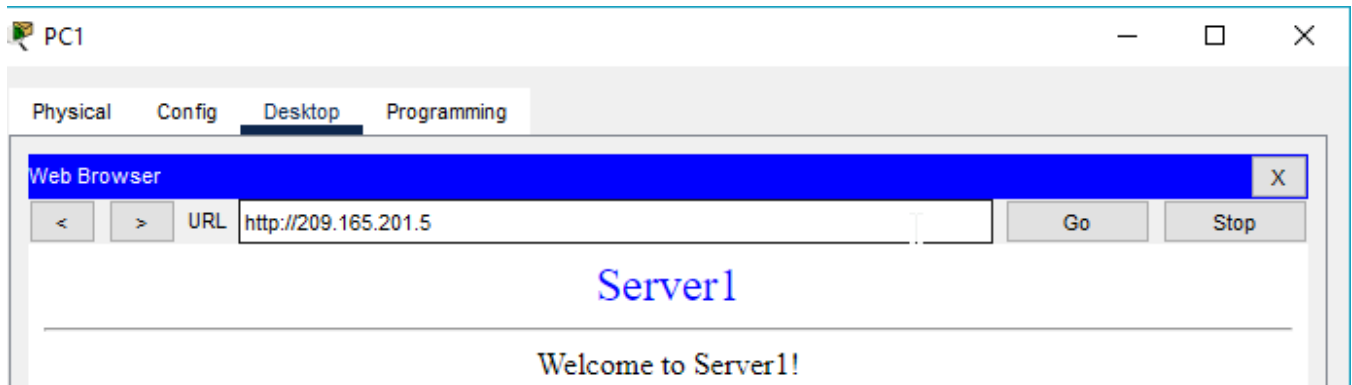 PC1
Physical Config Desktop Programming
Web Browser X
< > URL http://209.165.201.5 Go Stop
Server1
Welcome to Server1!